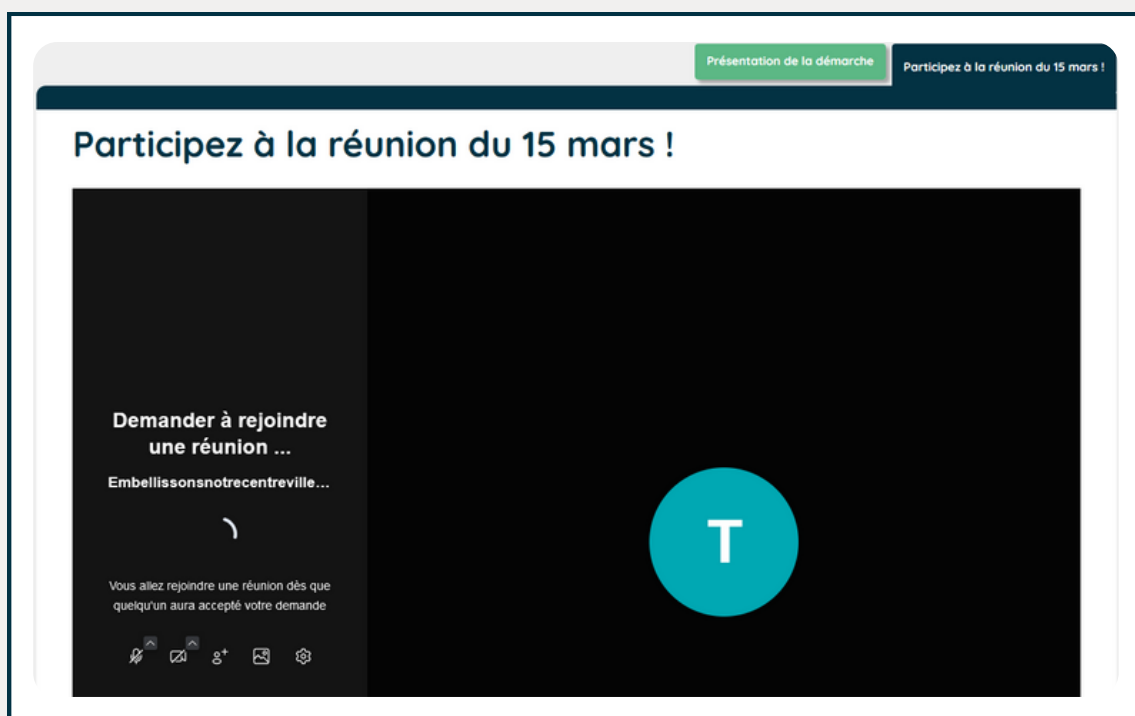 Présentation de la démarche
Participez à la réunion du 15 mars !
Participez à la réunion du 15 mars !
Demander à rejoindre
une réunion ...
Embellissonsnotrecentreville...
Vous allez rejoindre une réunion dès que
quelqu'un aura accepté votre demande
T